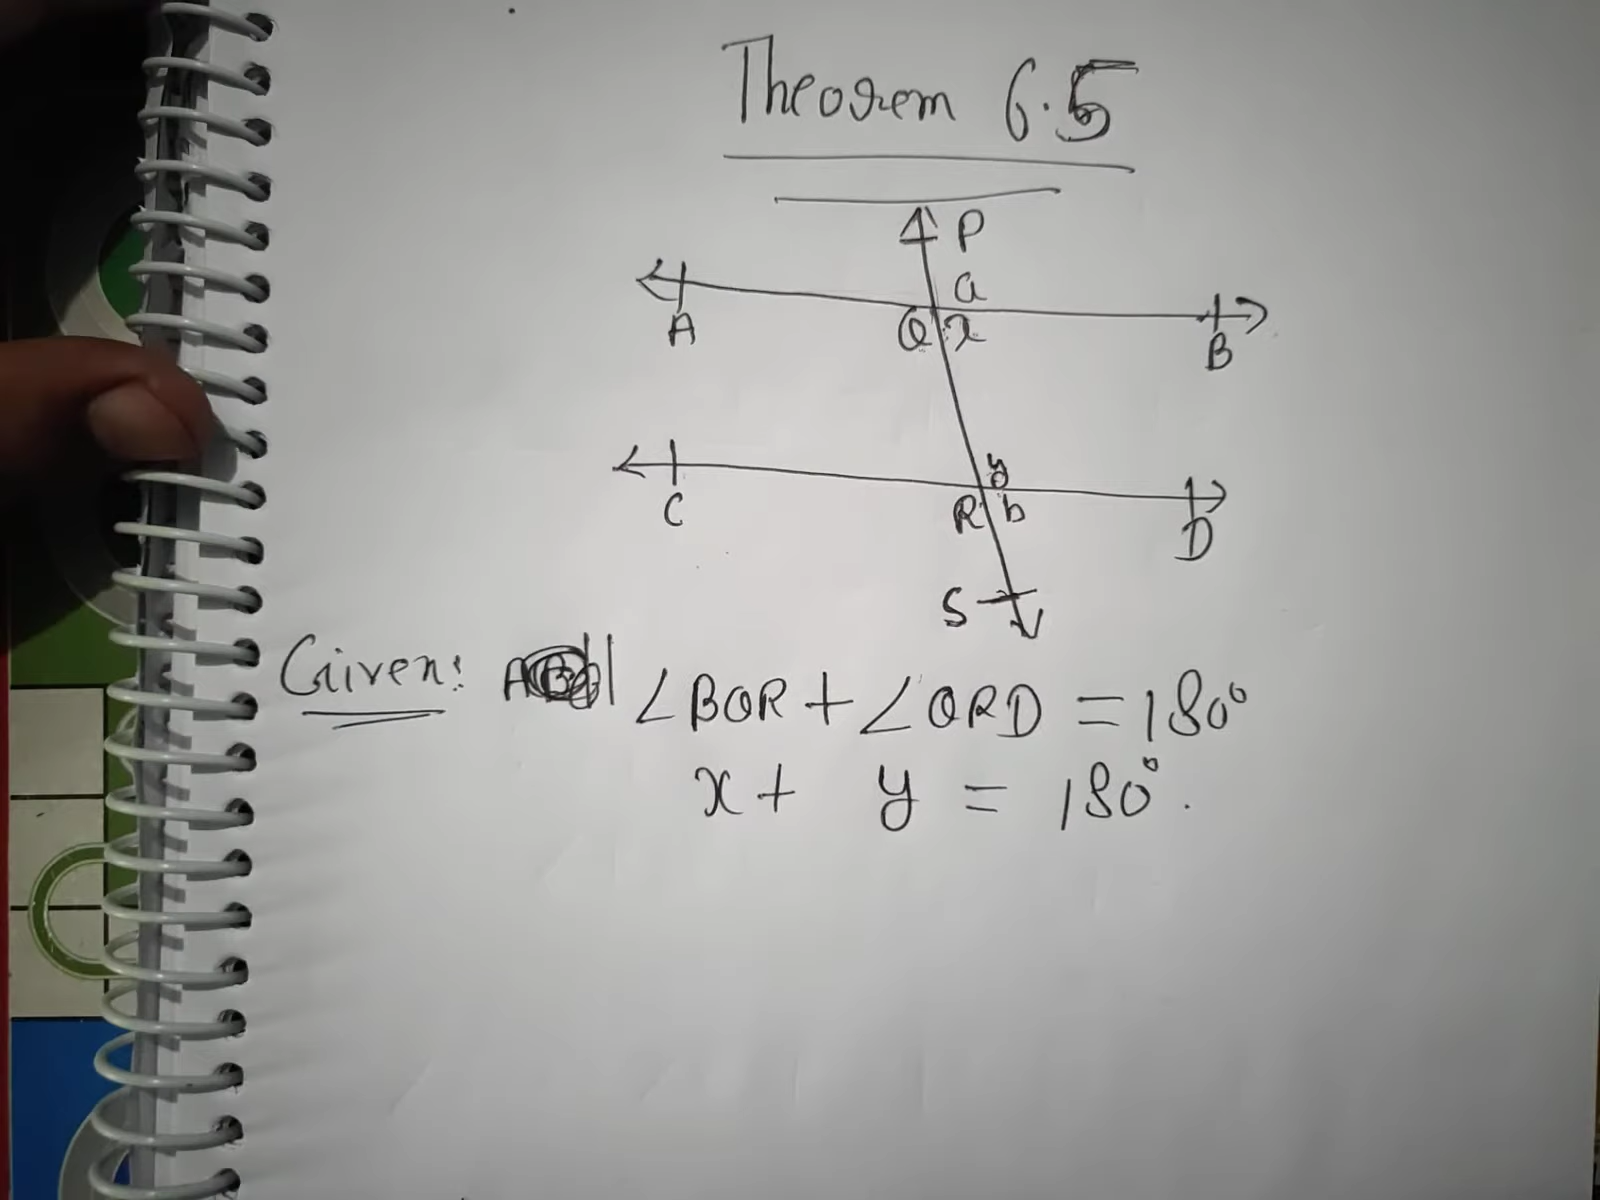 Theorem 6.5
P
a
A
Q x
B
y
C
R b
D
S
Given: ∠BQR + ∠QRD = 180°
x + y = 180°.